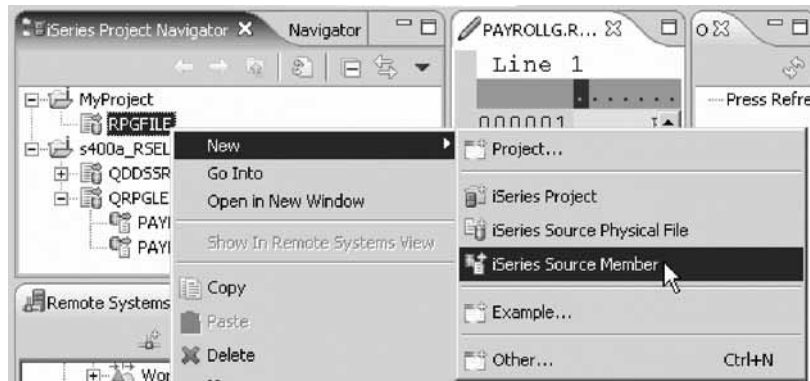 iSeries Project Navigator
Navigator
PAYROLLG.R...
Line 1
000001
Press Refre
MyProject
RPGFILE
s400a_RSEL
QDDSSR
QRPGLE
PAY
PAY
New
Go Into
Open in New Window
Show In Remote Systems View
Copy
Paste
Delete
Project...
iSeries Project
iSeries Source Physical File
iSeries Source Member
Example...
Other... Ctrl+N
Remote Systems
Wor